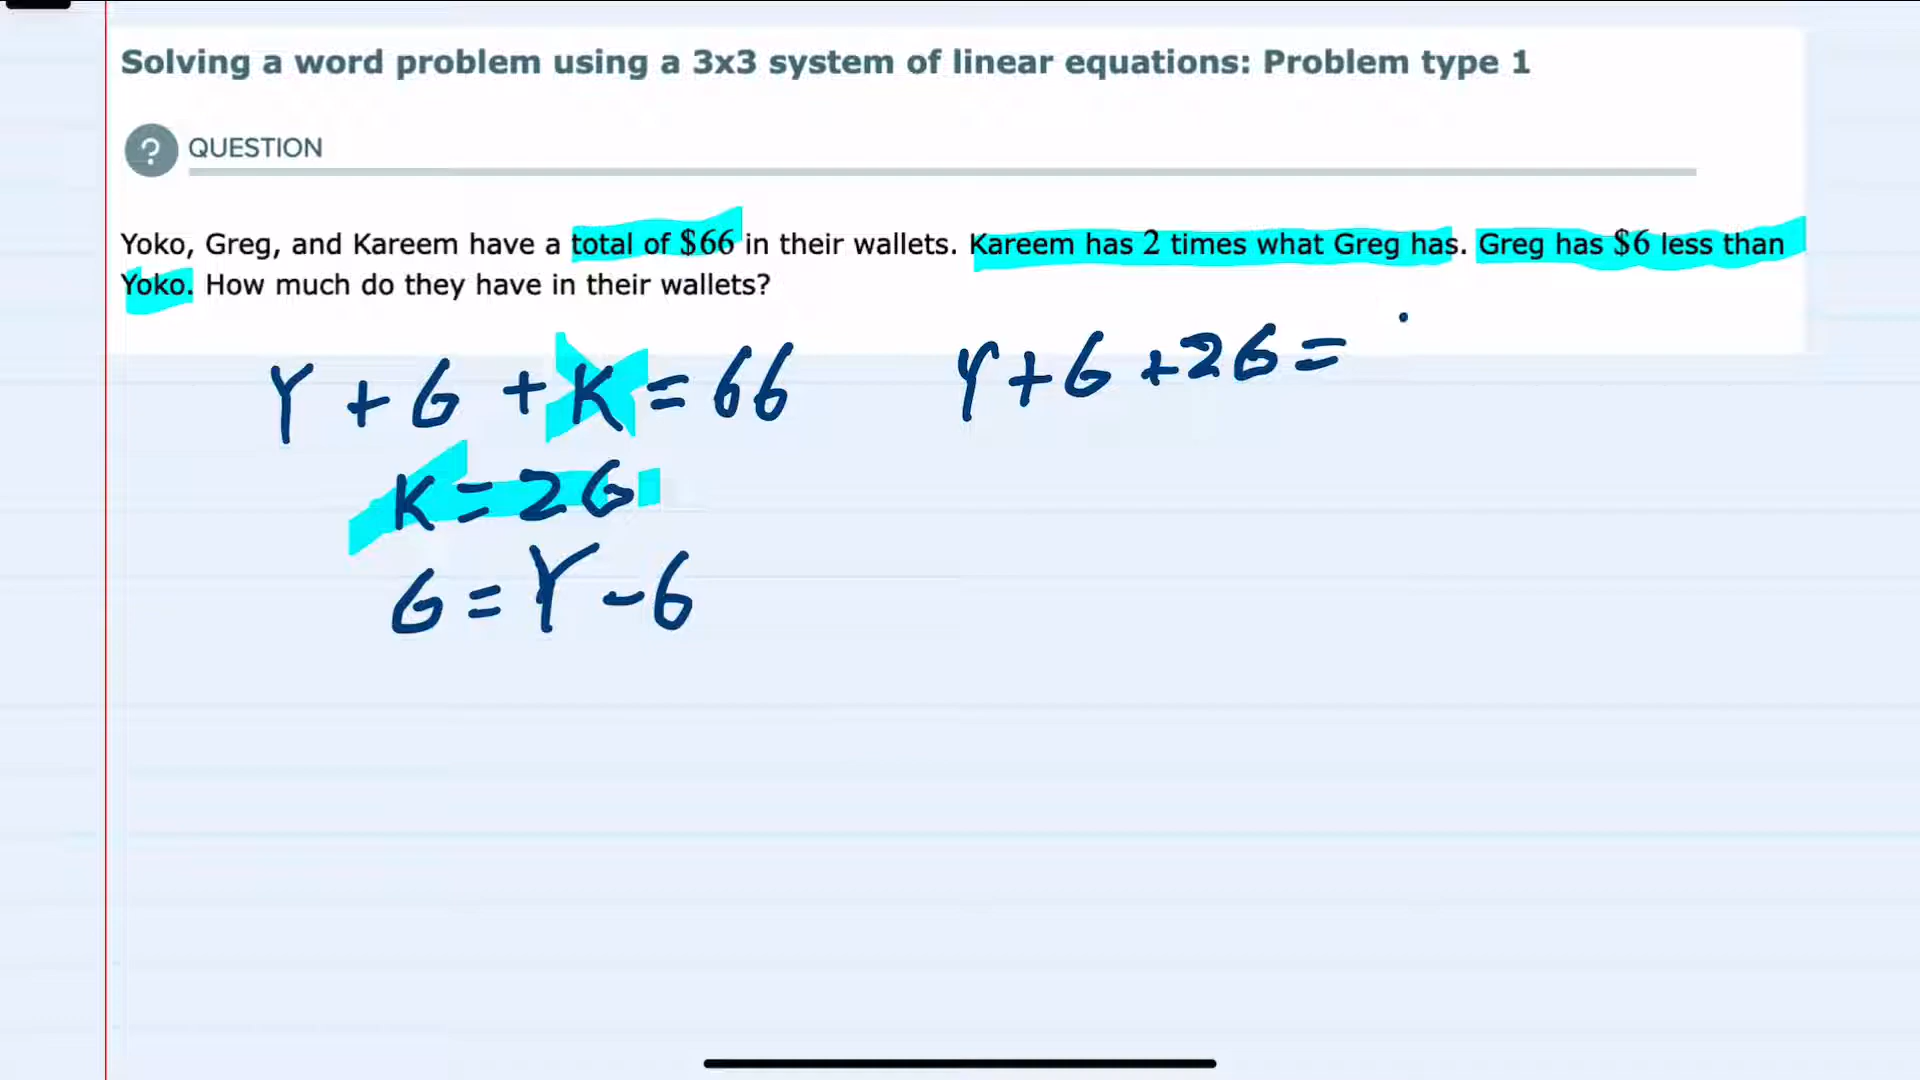 Solving a word problem using a 3x3 system of linear equations: Problem type 1
? QUESTION
Yoko, Greg, and Kareem have a total of $66 in their wallets. Kareem has 2 times what Greg has. Greg has $6 less than
Yoko. How much do they have in their wallets?
Y + G + K = 66
Y + G + 2G =
K = 2G
G = Y - 6